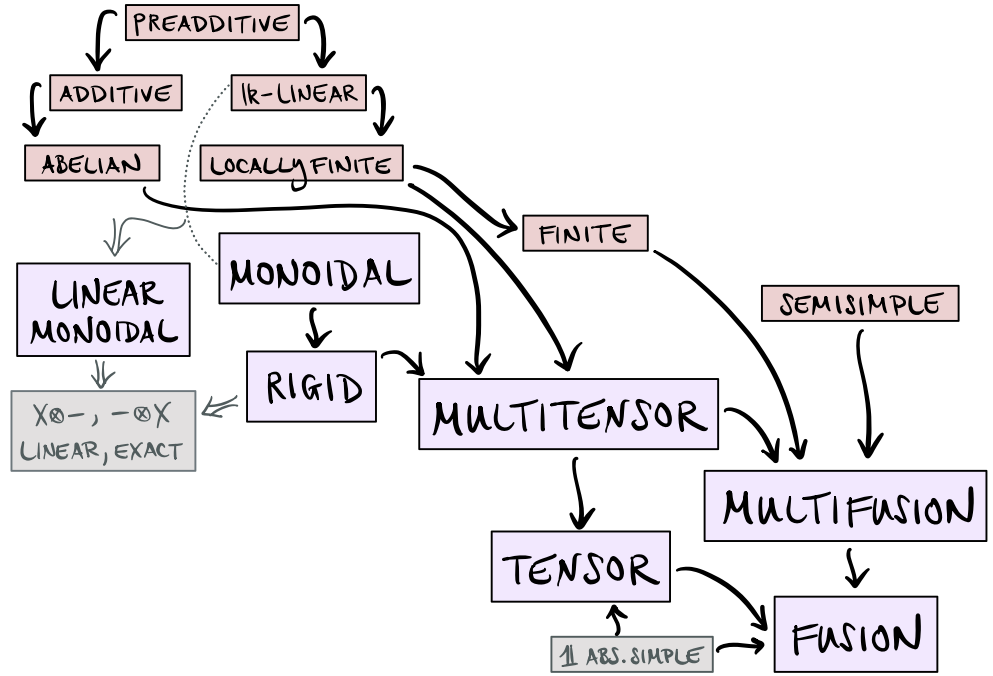 PREADDITIVE
ADDITIVE
𝕜-LINEAR
ABELIAN
LOCALLY FINITE
FINITE
MONOIDAL
LINEAR
MONOIDAL
SEMISIMPLE
RIGID
X⊗-, -⊗X
LINEAR, EXACT
MULTITENSOR
MULTIFUSION
TENSOR
FUSION
𝟙 ABS. SIMPLE